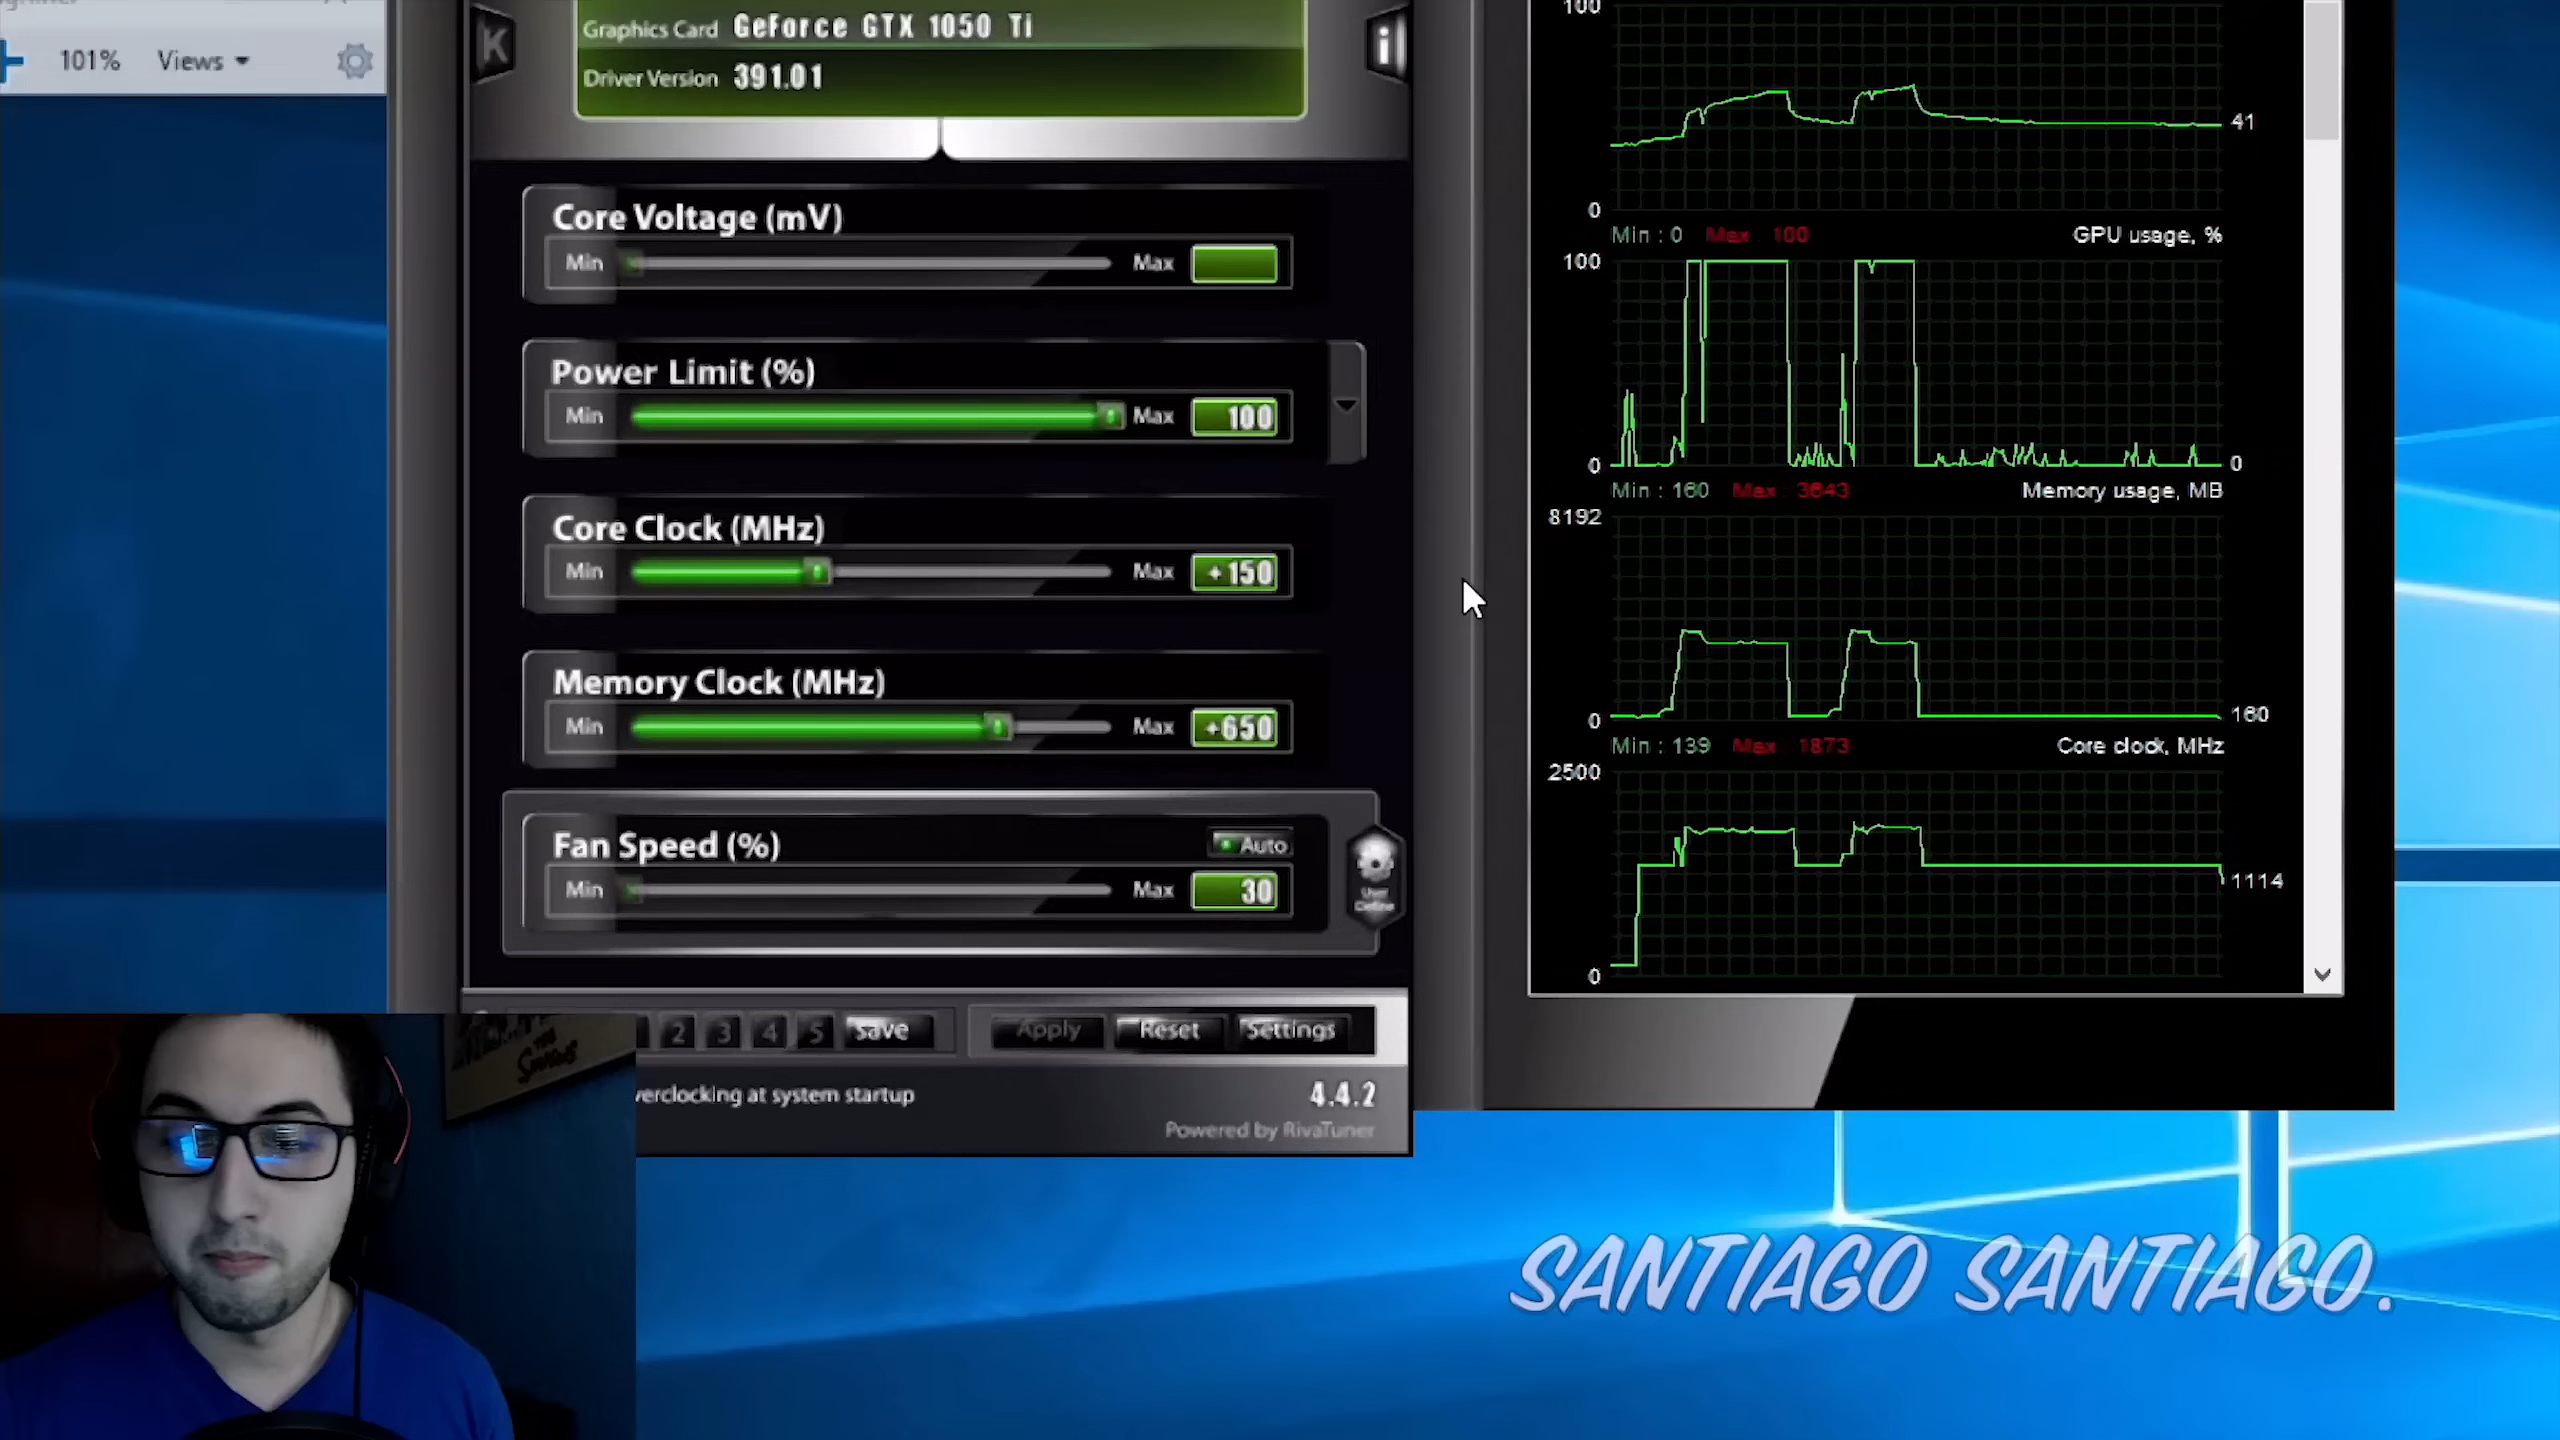 101% Views
K
Graphics Card GeForce GTX 1050 Ti
i
Driver Version 391.01
Core Voltage (mV)
Min Max
Power Limit (%)
Min Max 100
Core Clock (MHz)
Min Max +150
Memory Clock (MHz)
Min Max +650
Fan Speed (%) Auto
Min Max 30
User Define
2 3 4 5 Save Apply Reset Settings
verclocking at system startup 4.4.2
Powered by RivaTuner
100
41
0
Min : 0 Max : 100 GPU usage, %
100
0 0
Min : 160 Max : 3643 Memory usage, MB
8192
0 160
Min : 139 Max : 1873 Core clock, MHz
2500
1114
0
THE SIMPSONS
SANTIAGO SANTIAGO.